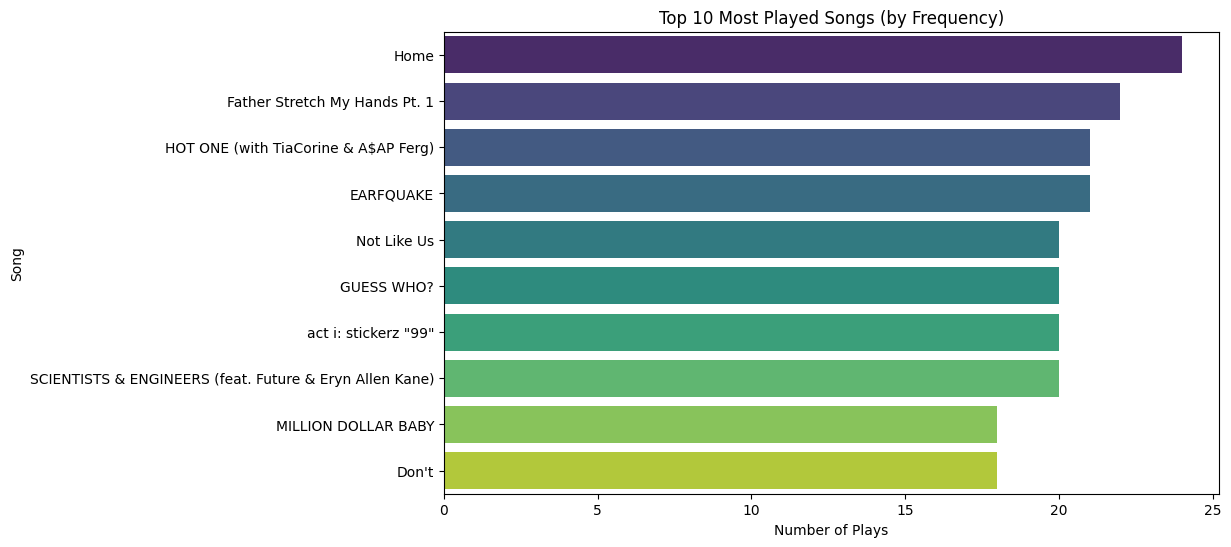 Top 10 Most Played Songs (by Frequency)
Song
Home
Father Stretch My Hands Pt. 1
HOT ONE (with TiaCorine & A$AP Ferg)
EARFQUAKE
Not Like Us
GUESS WHO?
act i: stickerz "99"
SCIENTISTS & ENGINEERS (feat. Future & Eryn Allen Kane)
MILLION DOLLAR BABY
Don't
0 5 10 15 20 25
Number of Plays